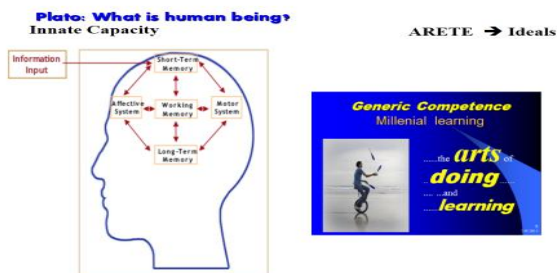 Plato: What is human being?
Innate Capacity
ARETE → Ideals
Information
Input
Short-Term
Memory
Affective
System
Working
Memory
Motor
System
Long-Term
Memory
Generic Competence
Millenial learning
.....the arts of
doing.....
.... ...and
.....learning